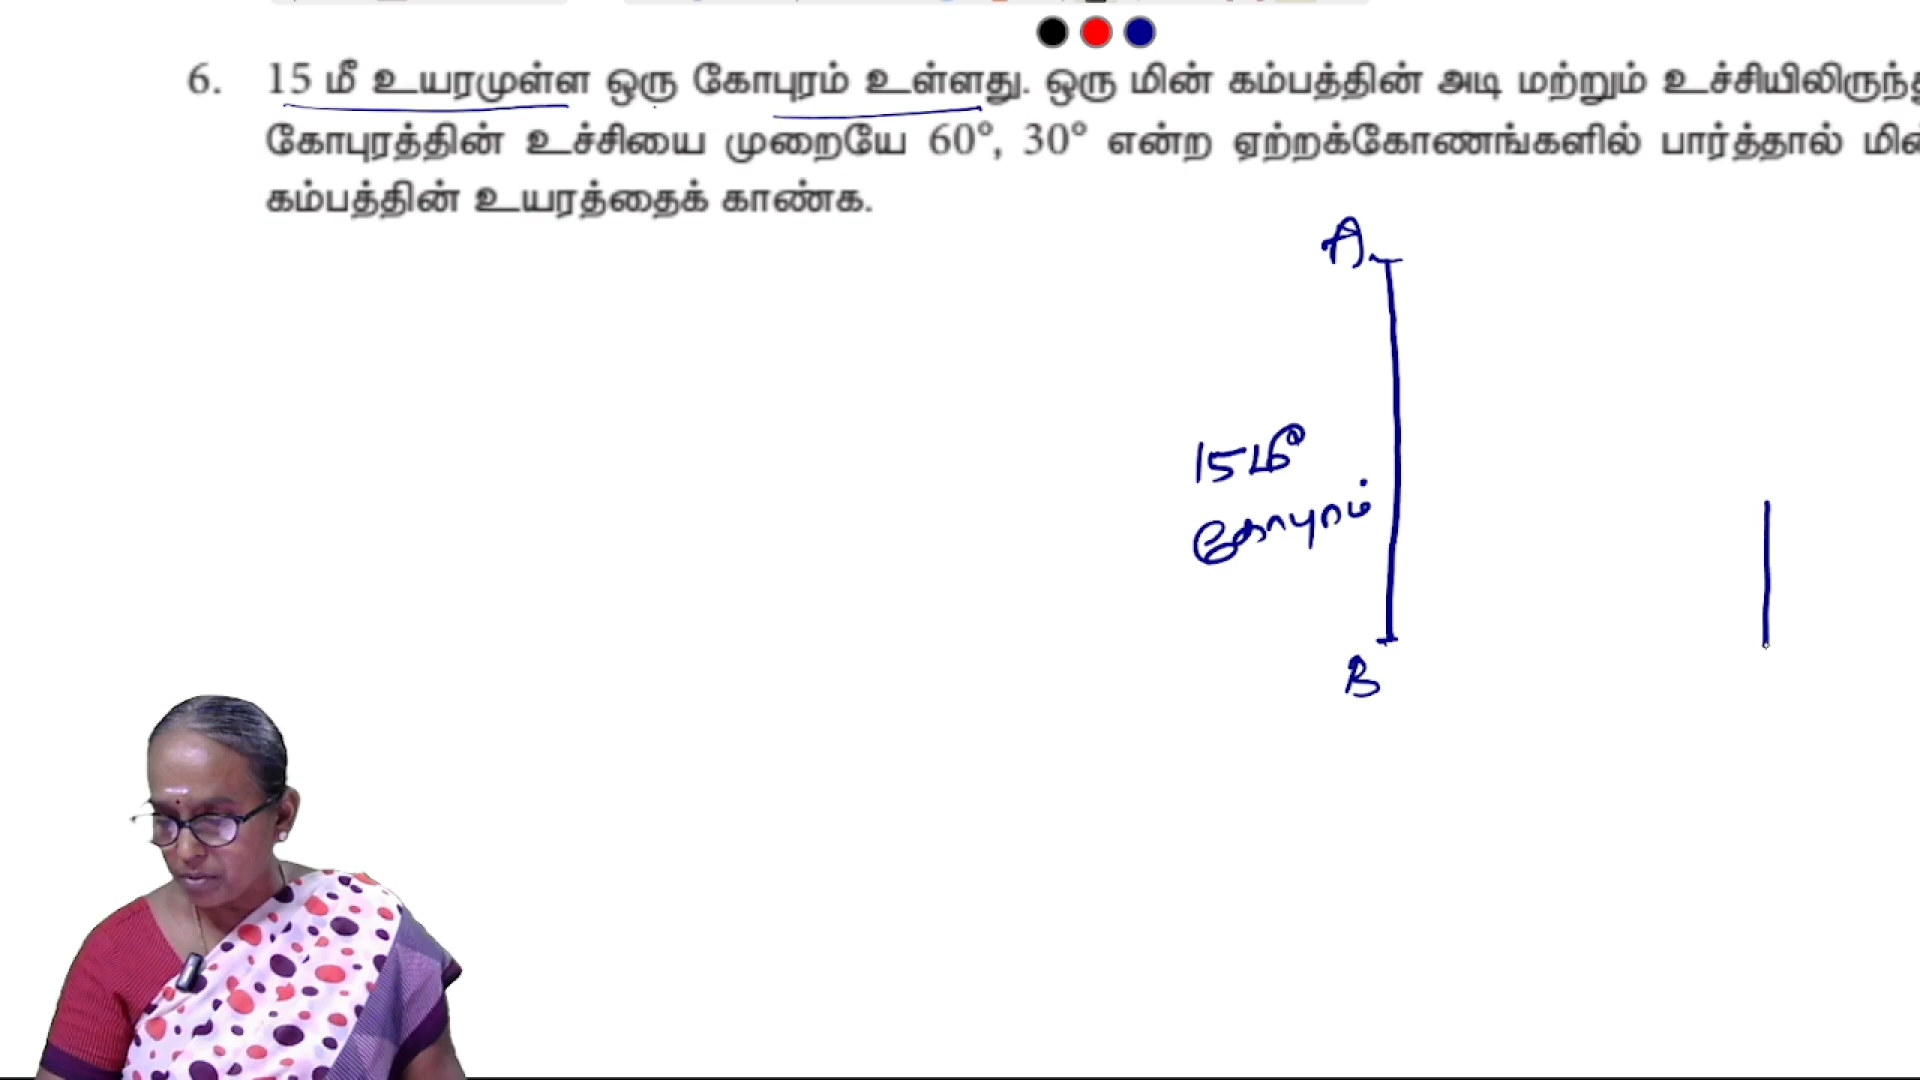 6. 15 மீ உயரமுள்ள ஒரு கோபுரம் உள்ளது. ஒரு மின் கம்பத்தின் அடி மற்றும் உச்சியிலிருந்து
கோபுரத்தின் உச்சியை முறையே 60°, 30° என்ற ஏற்றக்கோணங்களில் பார்த்தால் மின்
கம்பத்தின் உயரத்தைக் காண்க.
A
15மீ
கோபுரம்
B